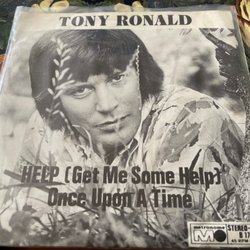 TONY RONALD
HELP (Get Me Some Help)
Once Upon A Time
metronome
STEREO